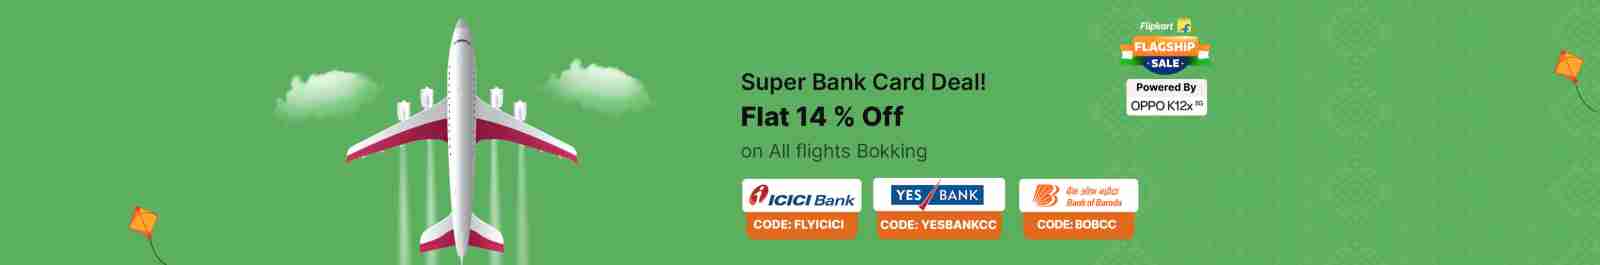 Flipkart
FLAGSHIP
SALE
Powered By
OPPO K12x 5G
Super Bank Card Deal!
Flat 14 % Off
on All flights Bokking
ICICI Bank
CODE: FLYICICI
YES BANK
CODE: YESBANKCC
बैंक ऑफ़ बड़ौदा
Bank of Baroda
CODE: BOBCC